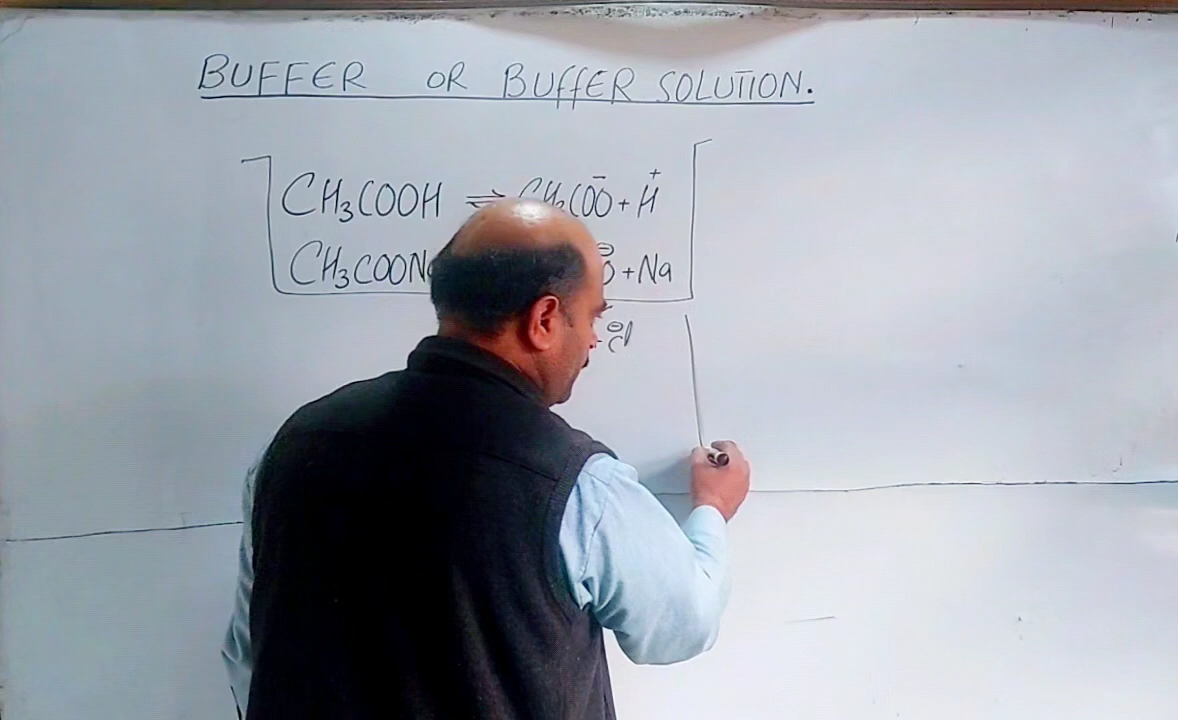 BUFFER OR BUFFER SOLUTION.
CH₃COOH ⇌ CH₃COO⁻ + H⁺
CH₃COONa + Na
Cl⁻